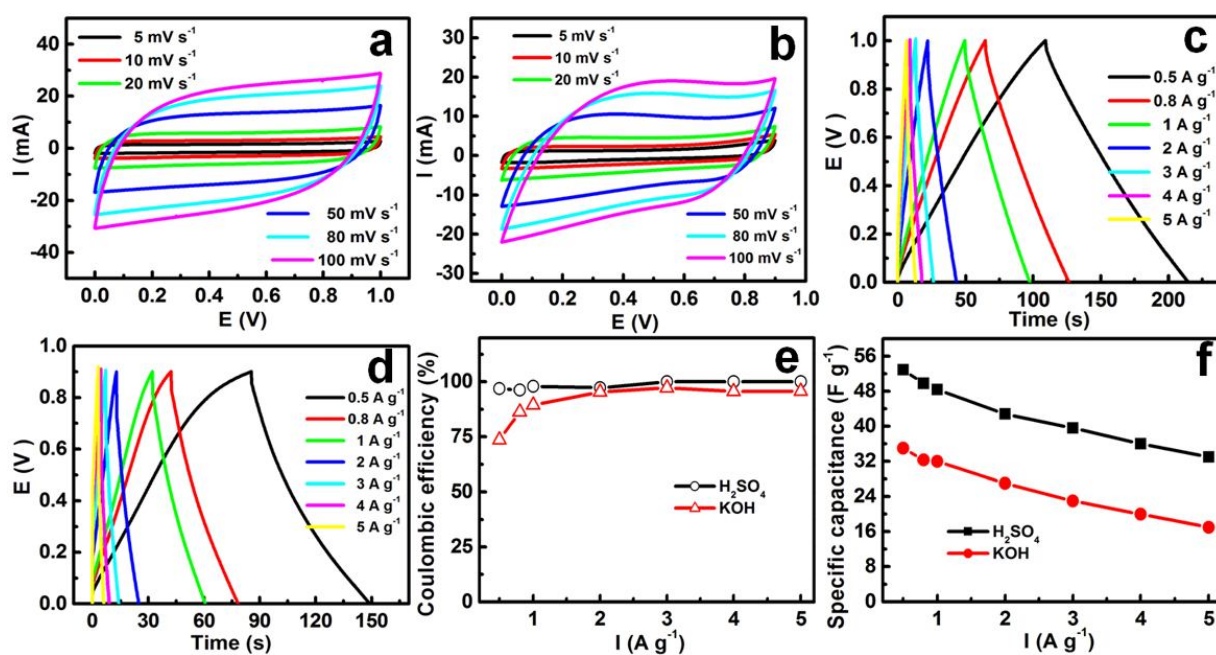 a
5 mV s⁻¹
10 mV s⁻¹
20 mV s⁻¹
50 mV s⁻¹
80 mV s⁻¹
100 mV s⁻¹
I (mA)
40
20
0
-20
-40
0.0 0.2 0.4 0.6 0.8 1.0
E (V)
b
5 mV s⁻¹
10 mV s⁻¹
20 mV s⁻¹
50 mV s⁻¹
80 mV s⁻¹
100 mV s⁻¹
I (mA)
30
15
0
-15
-30
0.0 0.2 0.4 0.6 0.8 1.0
E (V)
c
0.5 A g⁻¹
0.8 A g⁻¹
1 A g⁻¹
2 A g⁻¹
3 A g⁻¹
4 A g⁻¹
5 A g⁻¹
E (V)
1.0
0.8
0.6
0.4
0.2
0.0
0 50 100 150 200
Time (s)
d
0.5 A g⁻¹
0.8 A g⁻¹
1 A g⁻¹
2 A g⁻¹
3 A g⁻¹
4 A g⁻¹
5 A g⁻¹
E (V)
1.0
0.8
0.6
0.4
0.2
0.0
0 30 60 90 120 150
Time (s)
e
H₂SO₄
KOH
Coulombic efficiency (%)
100
75
50
25
0
1 2 3 4 5
I (A g⁻¹)
f
H₂SO₄
KOH
Specific capacitance (F g⁻¹)
56
48
40
32
24
16
8
0
1 2 3 4 5
I (A g⁻¹)